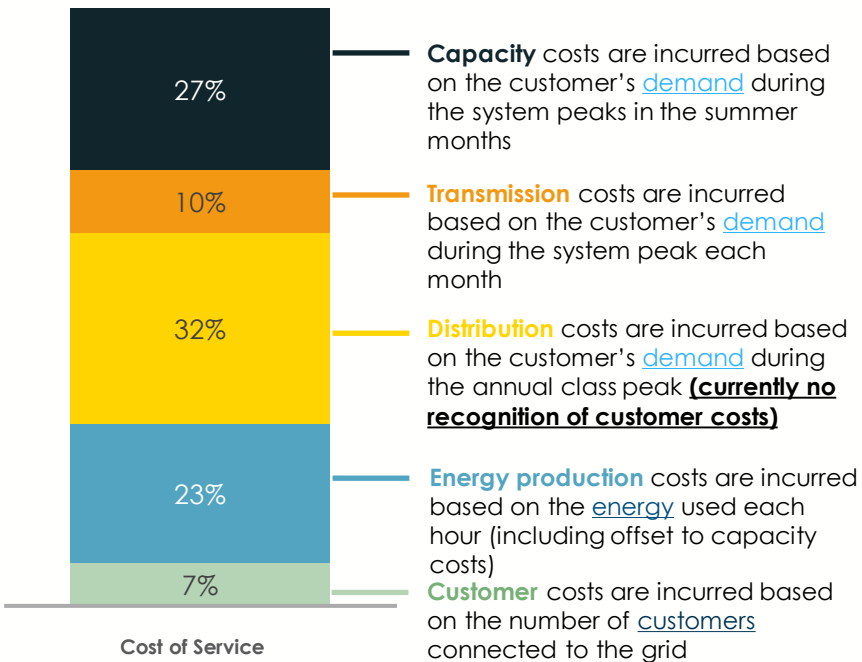 27%
Capacity costs are incurred based
on the customer's demand during
the system peaks in the summer
months
10%
Transmission costs are incurred
based on the customer's demand
during the system peak each
month
32%
Distribution costs are incurred based
on the customer's demand during
the annual class peak (currently no
recognition of customer costs)
23%
Energy production costs are incurred
based on the energy used each
hour (including offset to capacity
costs)
7%
Customer costs are incurred based
on the number of customers
connected to the grid
Cost of Service